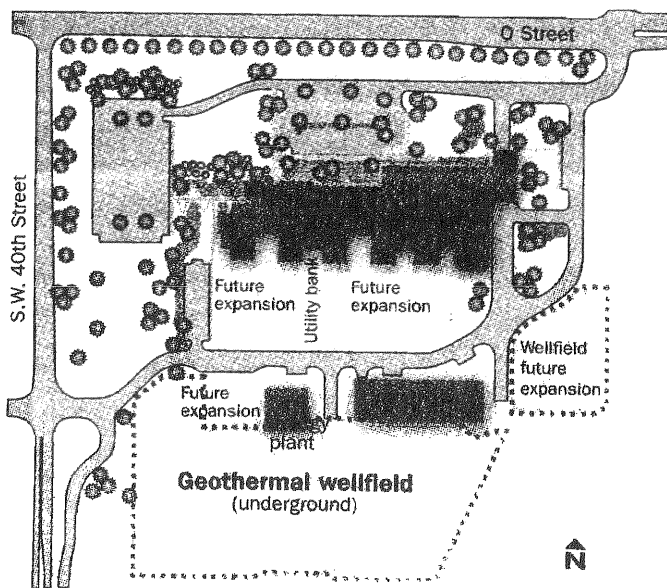 O Street
S.W. 40th Street
Future
expansion
Utility bank
Future
expansion
Wellfield
future
expansion
Future
expansion
plant
Geothermal wellfield
(underground)
N